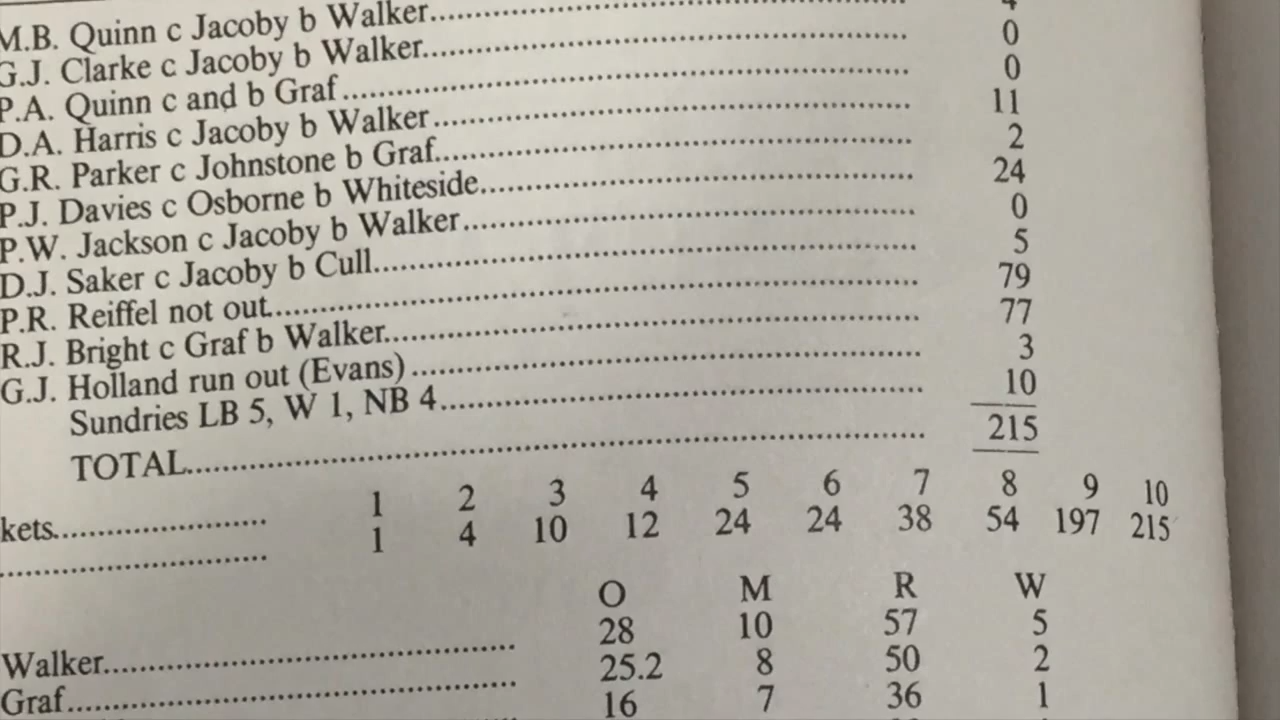 M.B. Quinn c Jacoby b Walker.................... 4
G.J. Clarke c Jacoby b Walker.................... 0
P.A. Quinn c and b Graf.................... 0
D.A. Harris c Jacoby b Walker.................... 11
G.R. Parker c Johnstone b Graf.................... 2
P.J. Davies c Osborne b Whiteside.................... 24
P.W. Jackson c Jacoby b Walker.................... 0
D.J. Saker c Jacoby b Cull.................... 5
P.R. Reiffel not out.................... 79
R.J. Bright c Graf b Walker.................... 77
G.J. Holland run out (Evans).................... 3
Sundries LB 5, W 1, NB 4.................... 10
TOTAL.................... 215
kets.................... 1 2 3 4 5 6 7 8 9 10
.................... 1 4 10 12 24 24 38 54 197 215
O M R W
Walker.................... 28 10 57 5
Graf.................... 25.2 8 50 2
16 7 36 1